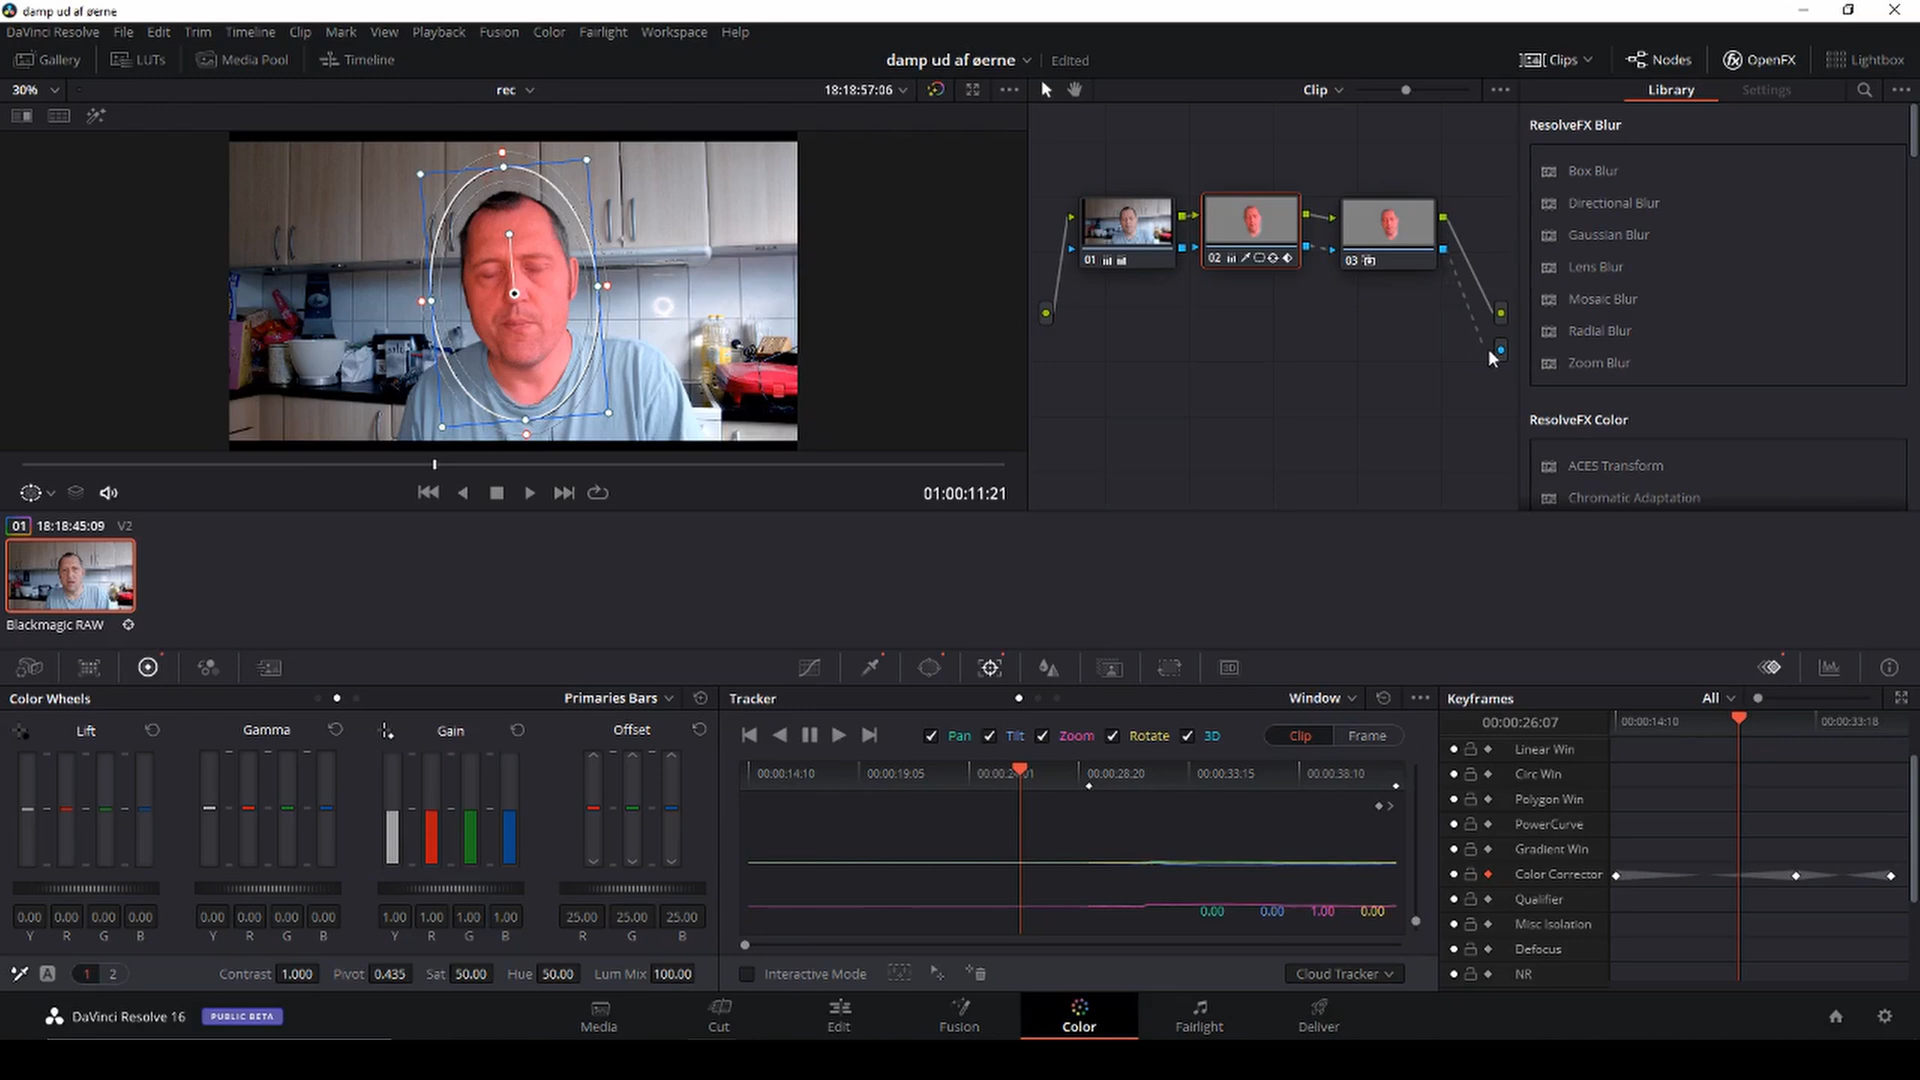 damp ud af øerne
DaVinci Resolve File Edit Trim Timeline Clip Mark View Playback Fusion Color Fairlight Workspace Help
Gallery LUTs Media Pool Timeline damp ud af øerne Edited Clips Nodes OpenFX Lightbox
30% rec 18:18:57:06 Clip Library Settings
ResolveFX Blur
Box Blur
Directional Blur
Gaussian Blur
Lens Blur
Mosaic Blur
Radial Blur
Zoom Blur
01 02 03
ResolveFX Color
ACES Transform
Chromatic Adaptation
01:00:11:21
01 18:18:45:09 V2
Blackmagic RAW
Color Wheels Primaries Bars Tracker Window Keyframes All
Lift Gamma Gain Offset
Pan Tilt Zoom Rotate 3D Clip Frame
00:00:26:07 00:00:14:10 00:00:33:18
00:00:14:10 00:00:19:05 00:00:28:20 00:00:33:15 00:00:38:10
Linear Win
Circ Win
Polygon Win
PowerCurve
Gradient Win
Color Corrector
Qualifier
Misc Isolation
Defocus
NR
0.00 0.00 1.00 0.00
0.00 0.00 0.00 0.00 0.00 0.00 0.00 0.00 1.00 1.00 1.00 1.00 25.00 25.00 25.00
Y R G B Y R G B Y R G B R G B
A 1 2 Contrast 1.000 Pivot 0.435 Sat 50.00 Hue 50.00 Lum Mix 100.00 Interactive Mode Cloud Tracker
DaVinci Resolve 16 PUBLIC BETA Media Cut Edit Fusion Color Fairlight Deliver